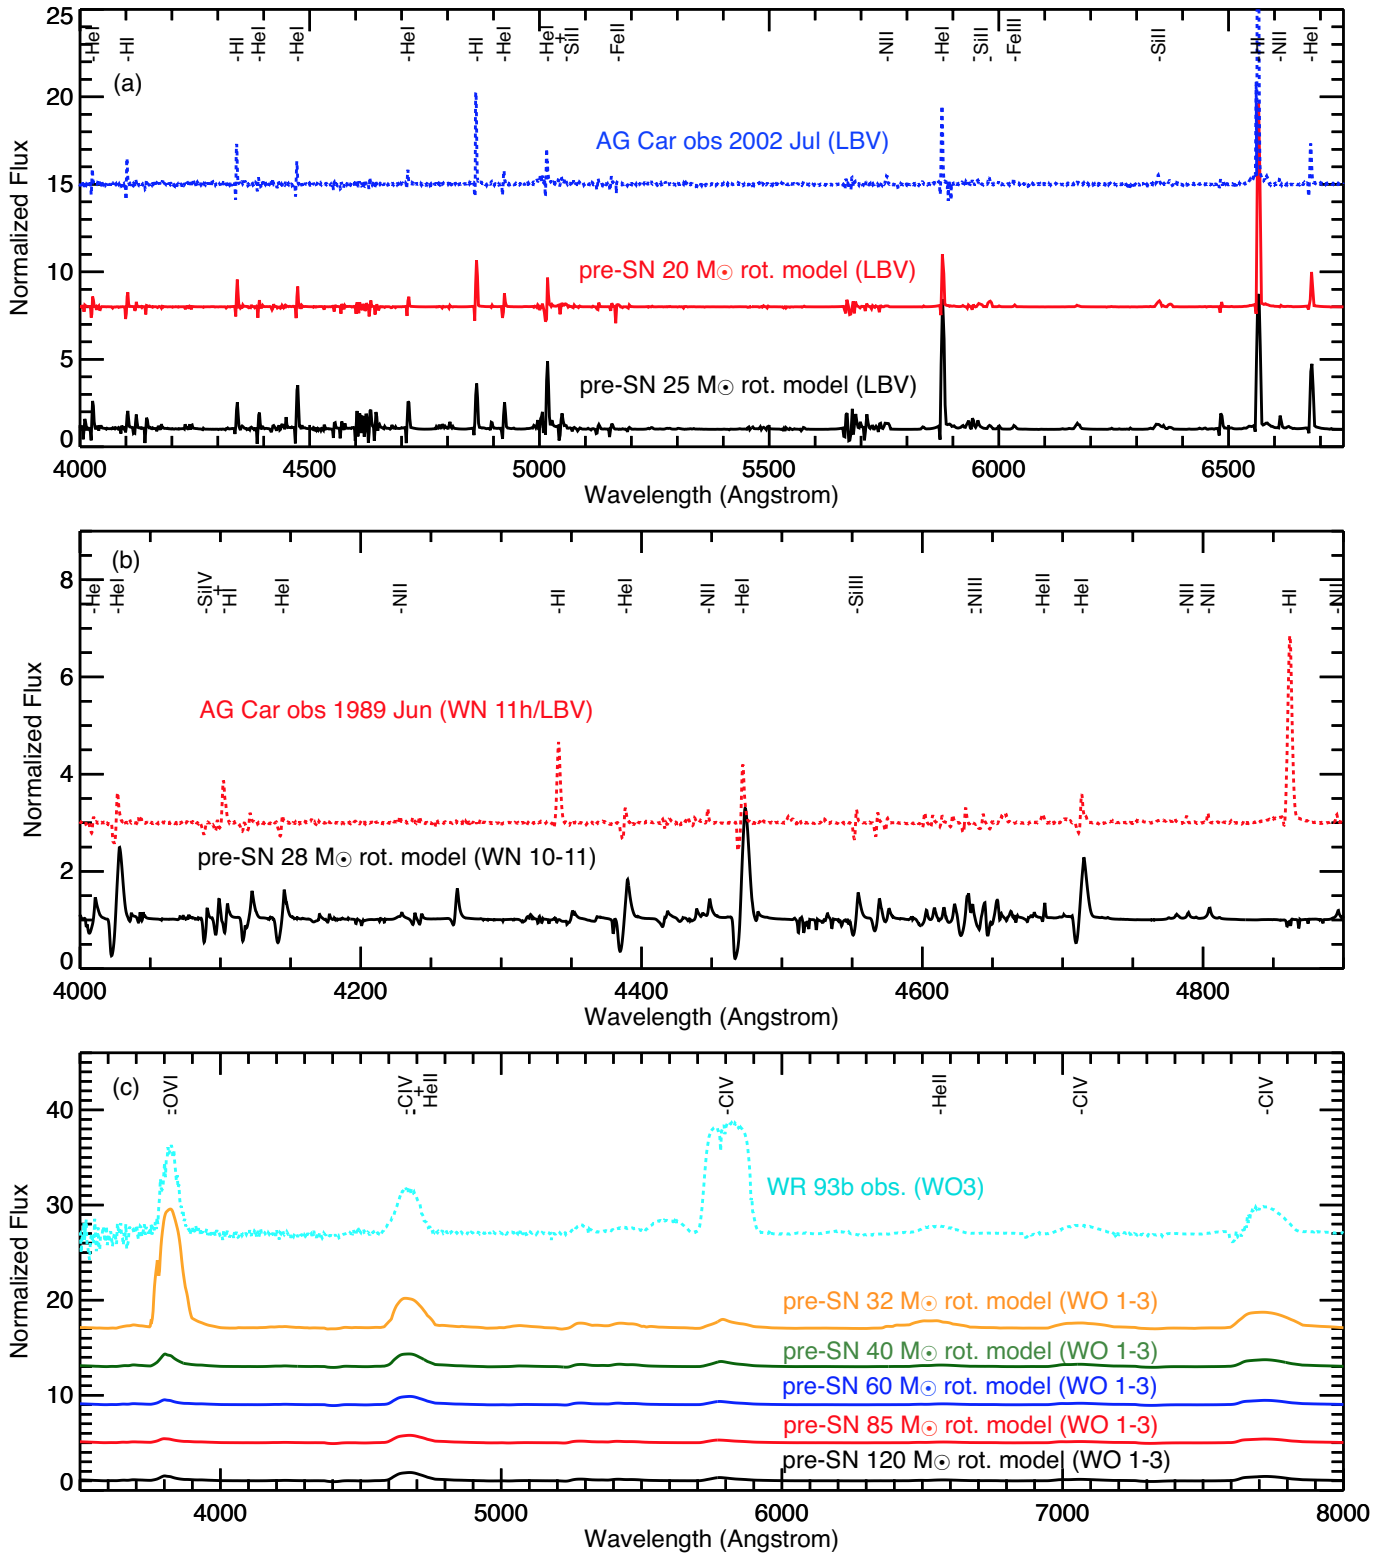 25
20
15
10
5
0
Normalized Flux
(a)
-HeI
-HI
-HI
-HeI
-HeI
-HeI
-HI
-HeI
-HeI
+
-SiII
-FeII
-NII
-HeI
-SiII
-FeIII
-SiII
-HI
-NII
-HeI
AG Car obs 2002 Jul (LBV)
pre-SN 20 M☉ rot. model (LBV)
pre-SN 25 M☉ rot. model (LBV)
4000 4500 5000 5500 6000 6500
Wavelength (Angstrom)
8
6
4
2
0
Normalized Flux
(b)
-HeI
-HeI
-SiIV
+
-HI
-HeI
-NII
-HI
-HeI
-NII
-HeI
-SiIII
-NIII
-HeII
-HeI
-NII
-NII
-HI
-NII
AG Car obs 1989 Jun (WN 11h/LBV)
pre-SN 28 M☉ rot. model (WN 10-11)
4000 4200 4400 4600 4800
Wavelength (Angstrom)
40
30
20
10
0
Normalized Flux
(c)
-OVI
-CIV
+
HeII
-CIV
-HeII
-CIV
-CIV
WR 93b obs. (WO3)
pre-SN 32 M☉ rot. model (WO 1-3)
pre-SN 40 M☉ rot. model (WO 1-3)
pre-SN 60 M☉ rot. model (WO 1-3)
pre-SN 85 M☉ rot. model (WO 1-3)
pre-SN 120 M☉ rot. model (WO 1-3)
4000 5000 6000 7000 8000
Wavelength (Angstrom)